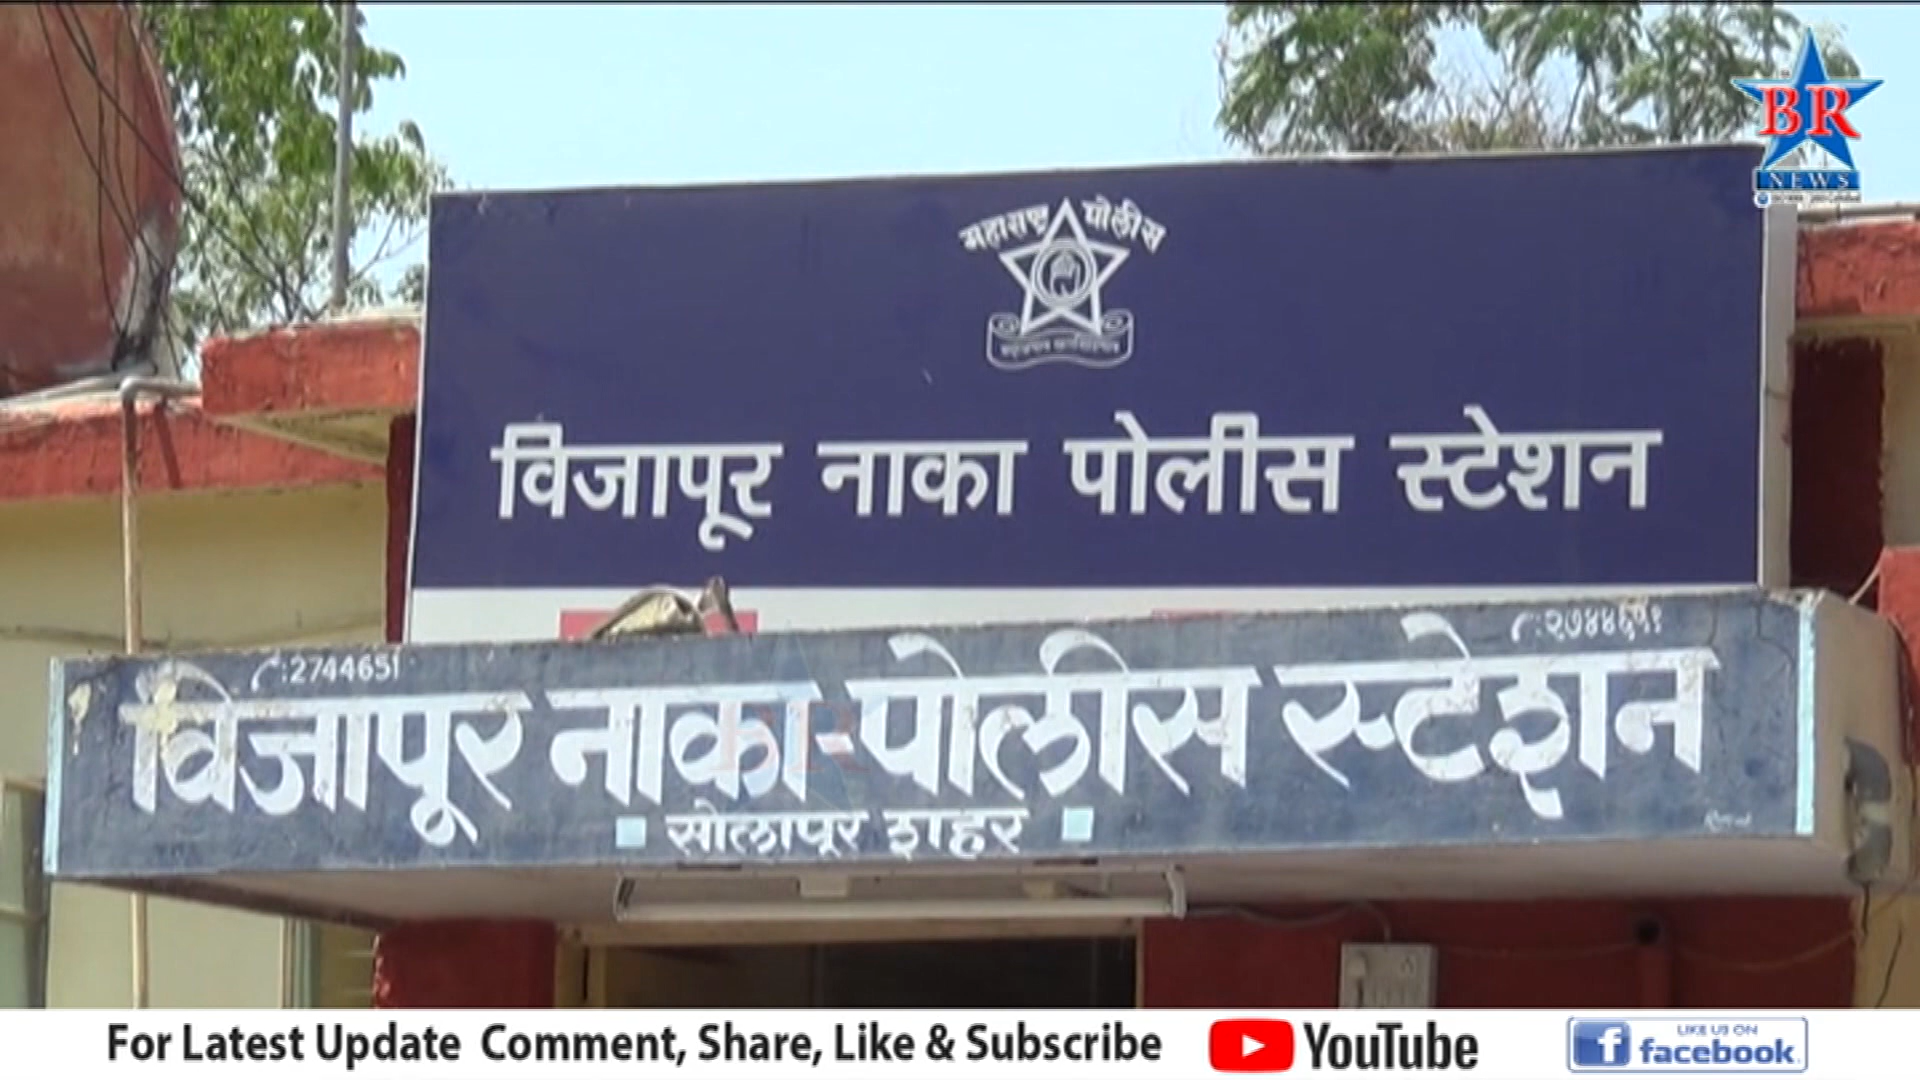 BR
NEWS
महाराष्ट्र पोलीस
विजापूर नाका पोलीस स्टेशन
:2744651
:२७४४६५१
विजापूर नाका-पोलीस स्टेशन
सोलापूर शहर
For Latest Update Comment, Share, Like & Subscribe
YouTube
LIKE US ON
facebook